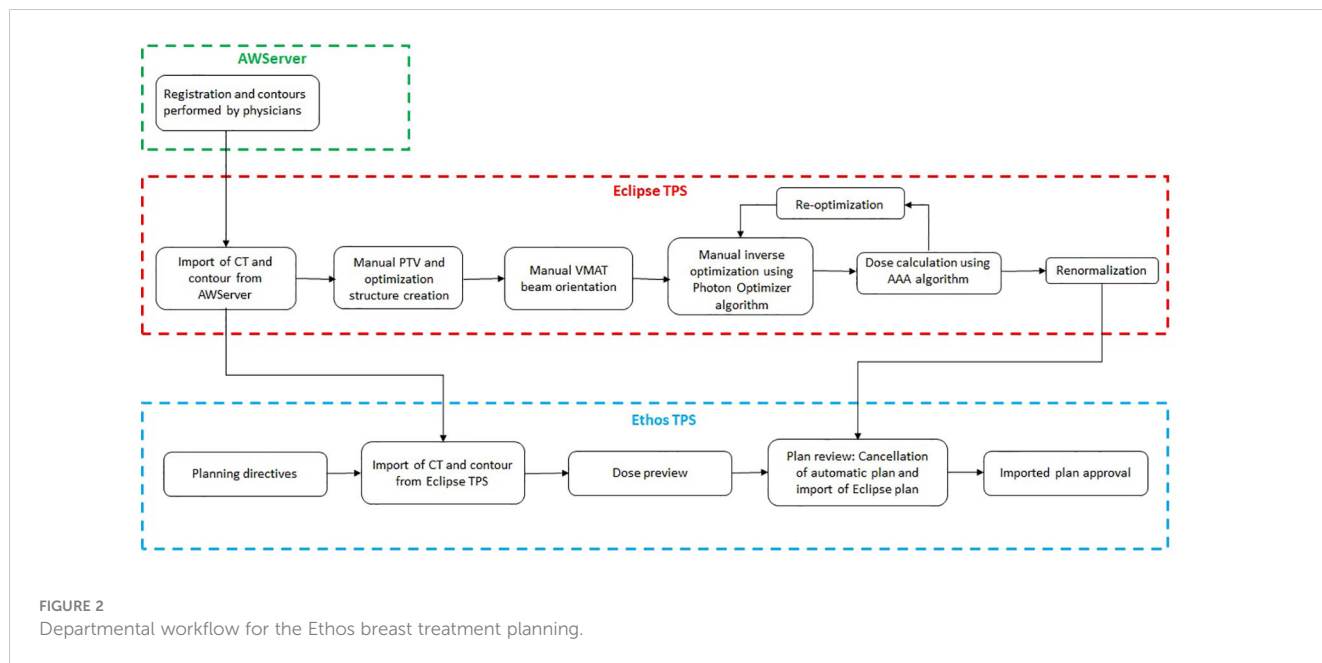 AWServer
Registration and contours
performed by physicians
Eclipse TPS
Re-optimization
Import of CT and
contour from
AWServer
Manual PTV and
optimization
structure creation
Manual VMAT
beam orientation
Manual inverse
optimization using
Photon Optimizer
algorithm
Dose calculation using
AAA algorithm
Renormalization
Ethos TPS
Planning directives
Import of CT and contour
from Eclipse TPS
Dose preview
Plan review: Cancellation
of automatic plan and
import of Eclipse plan
Imported plan approval
FIGURE 2
Departmental workflow for the Ethos breast treatment planning.